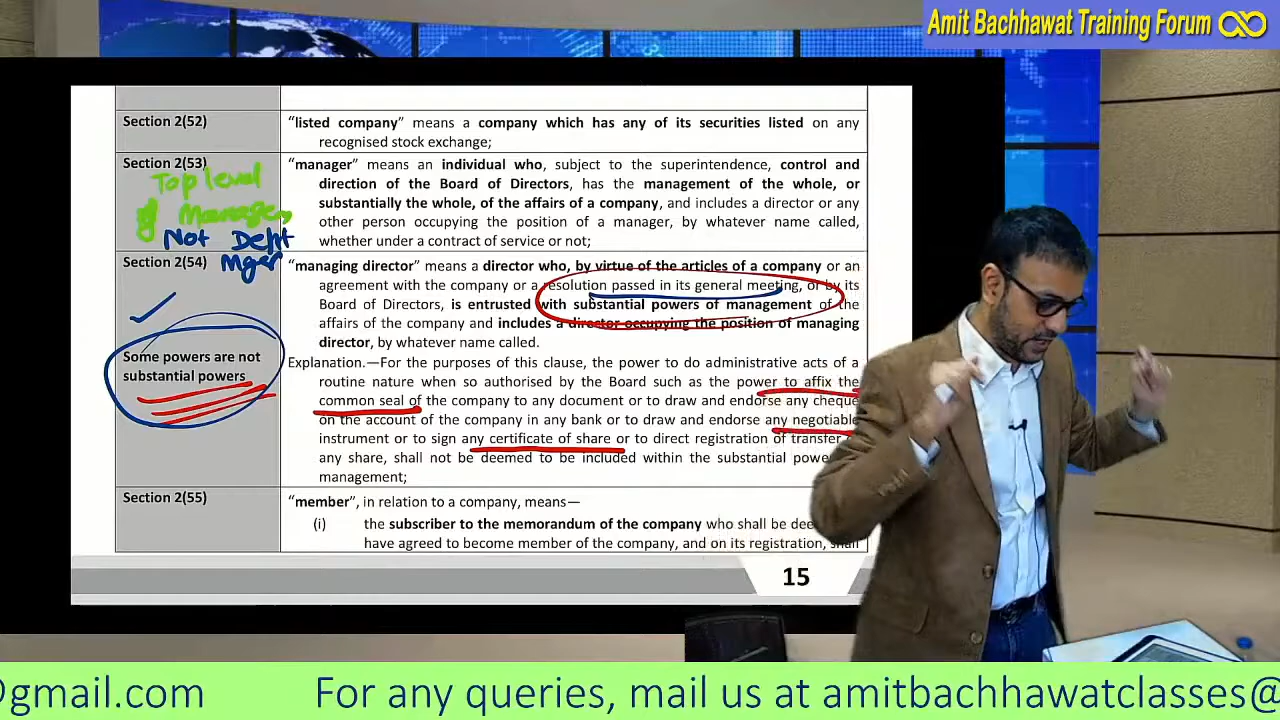 Amit Bachhawat Training Forum
Section 2(52)
“listed company” means a company which has any of its securities listed on any
recognised stock exchange;
Section 2(53)
Top level
Manager
Not Dept
Mger
“manager” means an individual who, subject to the superintendence, control and
direction of the Board of Directors, has the management of the whole, or
substantially the whole, of the affairs of a company, and includes a director or any
other person occupying the position of a manager, by whatever name called,
whether under a contract of service or not;
Section 2(54)
“managing director” means a director who, by virtue of the articles of a company or an
agreement with the company or a resolution passed in its general meeting, or by its
Board of Directors, is entrusted with substantial powers of management of the
affairs of the company and includes a director occupying the position of managing
director, by whatever name called.
Some powers are not
substantial powers
Explanation.—For the purposes of this clause, the power to do administrative acts of a
routine nature when so authorised by the Board such as the power to affix the
common seal of the company to any document or to draw and endorse any cheque
on the account of the company in any bank or to draw and endorse any negotiable
instrument or to sign any certificate of share or to direct registration of transfer
any share, shall not be deemed to be included within the substantial
management;
Section 2(55)
“member”, in relation to a company, means—
(i) the subscriber to the memorandum of the company who shall be
have agreed to become member of the company, and on its registration, shall
15
@gmail.com For any queries, mail us at amitbachhawatclasses@